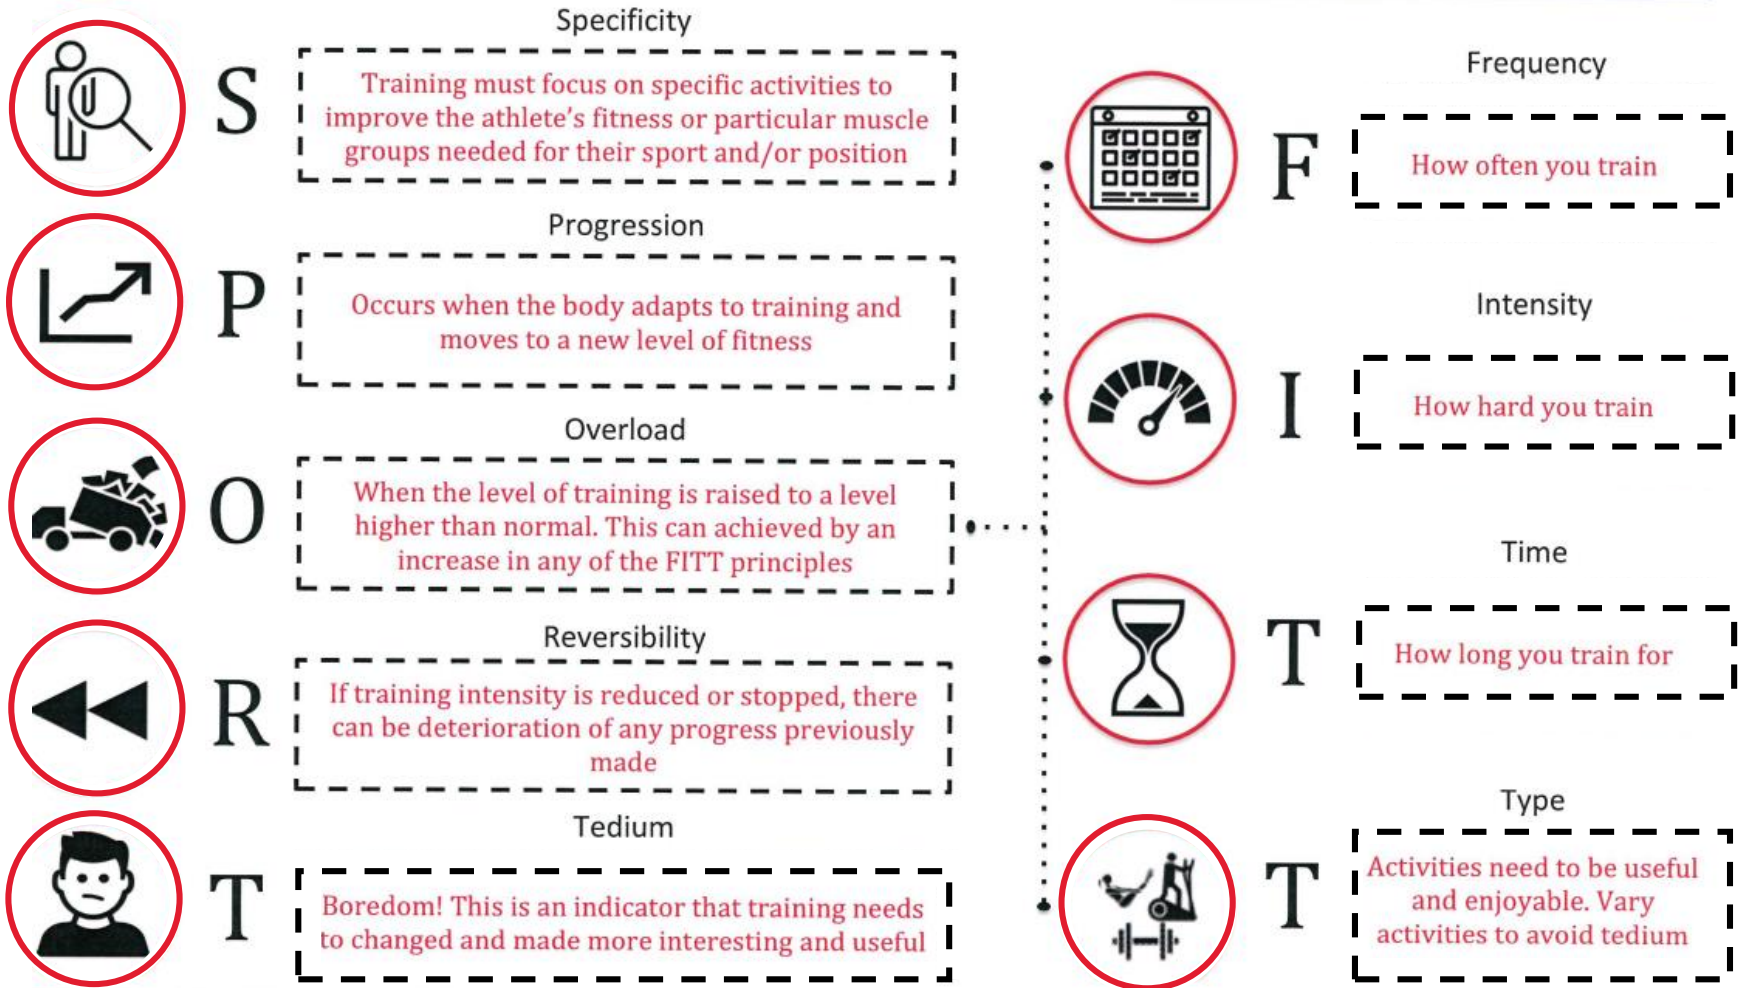 Specificity
S
Training must focus on specific activities to
improve the athlete's fitness or particular muscle
groups needed for their sport and/or position
Progression
P
Occurs when the body adapts to training and
moves to a new level of fitness
Overload
O
When the level of training is raised to a level
higher than normal. This can achieved by an
increase in any of the FITT principles
Reversibility
R
If training intensity is reduced or stopped, there
can be deterioration of any progress previously
made
Tedium
T
Boredom! This is an indicator that training needs
to changed and made more interesting and useful
Frequency
F
How often you train
Intensity
I
How hard you train
Time
T
How long you train for
Type
T
Activities need to be useful
and enjoyable. Vary
activities to avoid tedium